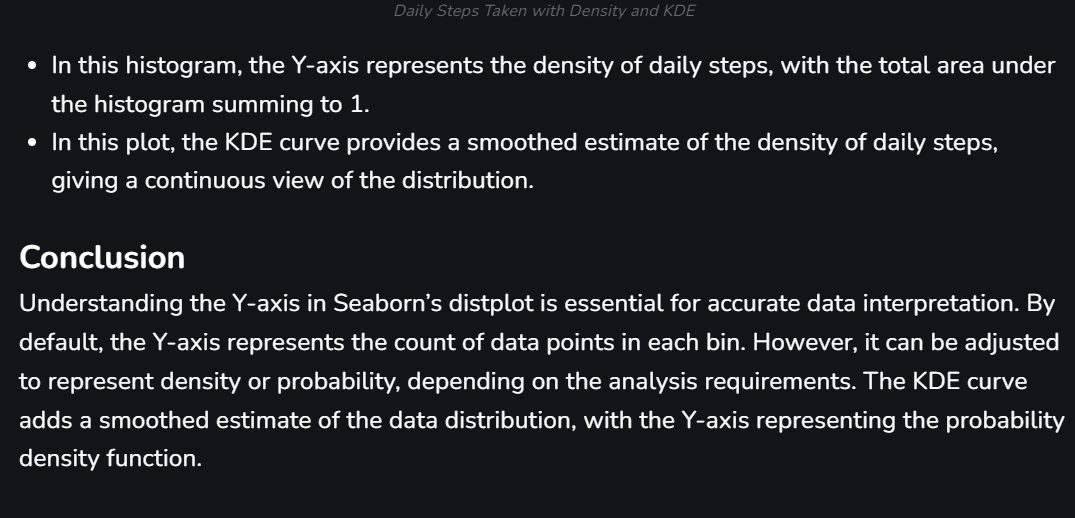 Daily Steps Taken with Density and KDE
• In this histogram, the Y-axis represents the density of daily steps, with the total area under
the histogram summing to 1.
• In this plot, the KDE curve provides a smoothed estimate of the density of daily steps,
giving a continuous view of the distribution.
Conclusion
Understanding the Y-axis in Seaborn’s distplot is essential for accurate data interpretation. By
default, the Y-axis represents the count of data points in each bin. However, it can be adjusted
to represent density or probability, depending on the analysis requirements. The KDE curve
adds a smoothed estimate of the data distribution, with the Y-axis representing the probability
density function.